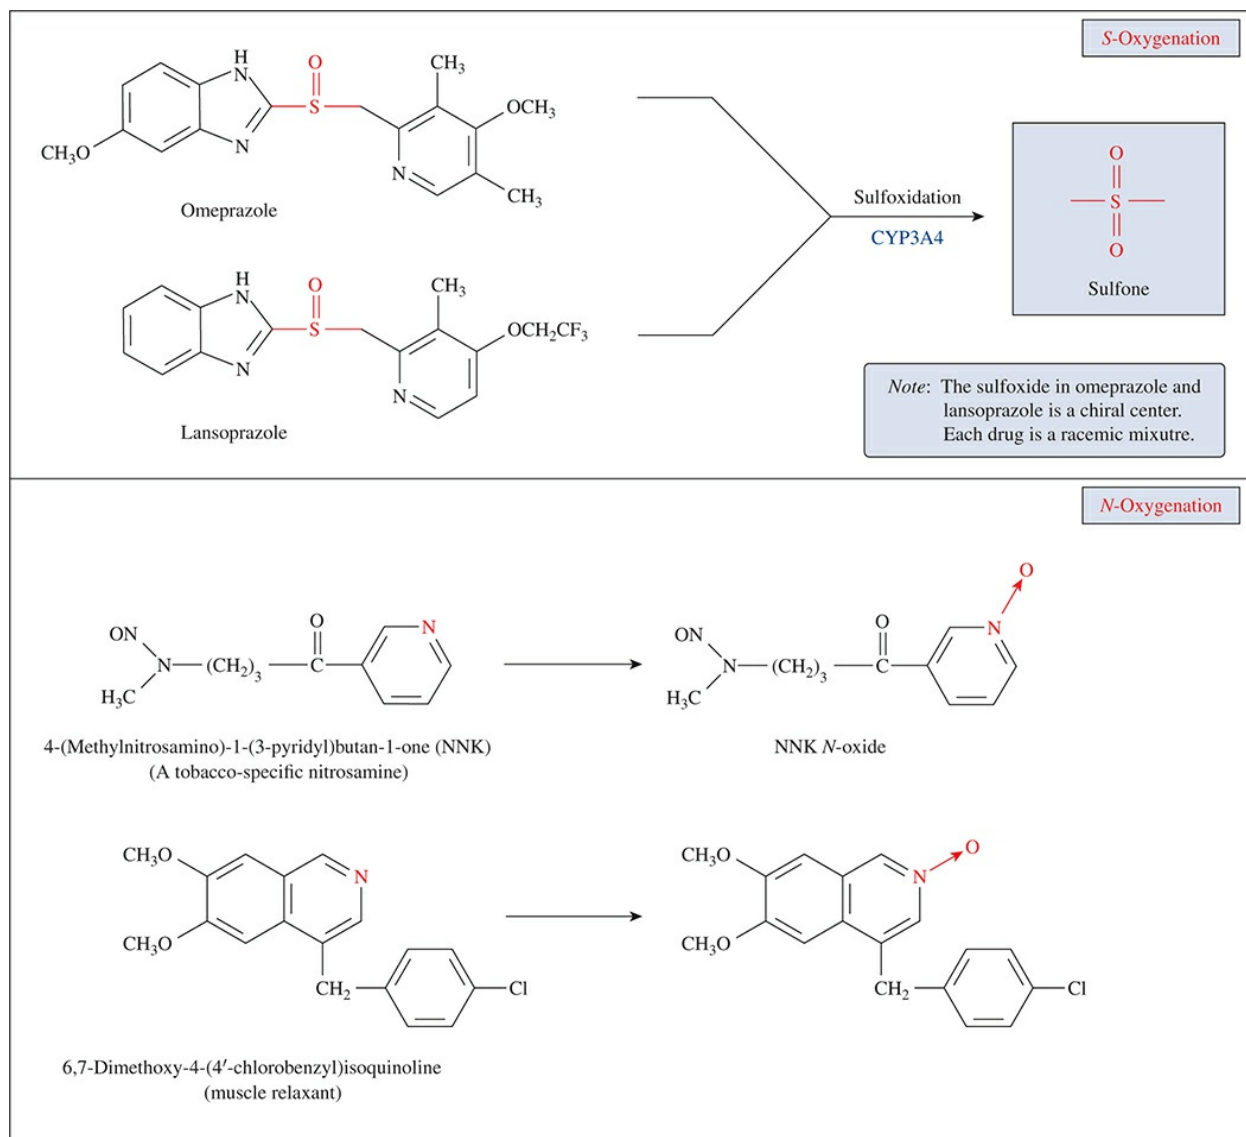 S-Oxygenation
H
N
O
S
CH₃
OCH₃
CH₃O
N
N
CH₃
Omeprazole
Sulfoxidation
CYP3A4
O
S
O
Sulfone
H
N
O
S
CH₃
OCH₂CF₃
N
N
Lansoprazole
Note: The sulfoxide in omeprazole and
lansoprazole is a chiral center.
Each drug is a racemic mixutre.
N-Oxygenation
ON
N
H₃C
(CH₂)₃
O
C
N
4-(Methylnitrosamino)-1-(3-pyridyl)butan-1-one (NNK)
(A tobacco-specific nitrosamine)
ON
N
H₃C
(CH₂)₃
O
C
N
O
NNK N-oxide
CH₃O
CH₃O
N
CH₂
Cl
6,7-Dimethoxy-4-(4′-chlorobenzyl)isoquinoline
(muscle relaxant)
CH₃O
CH₃O
N
O
CH₂
Cl